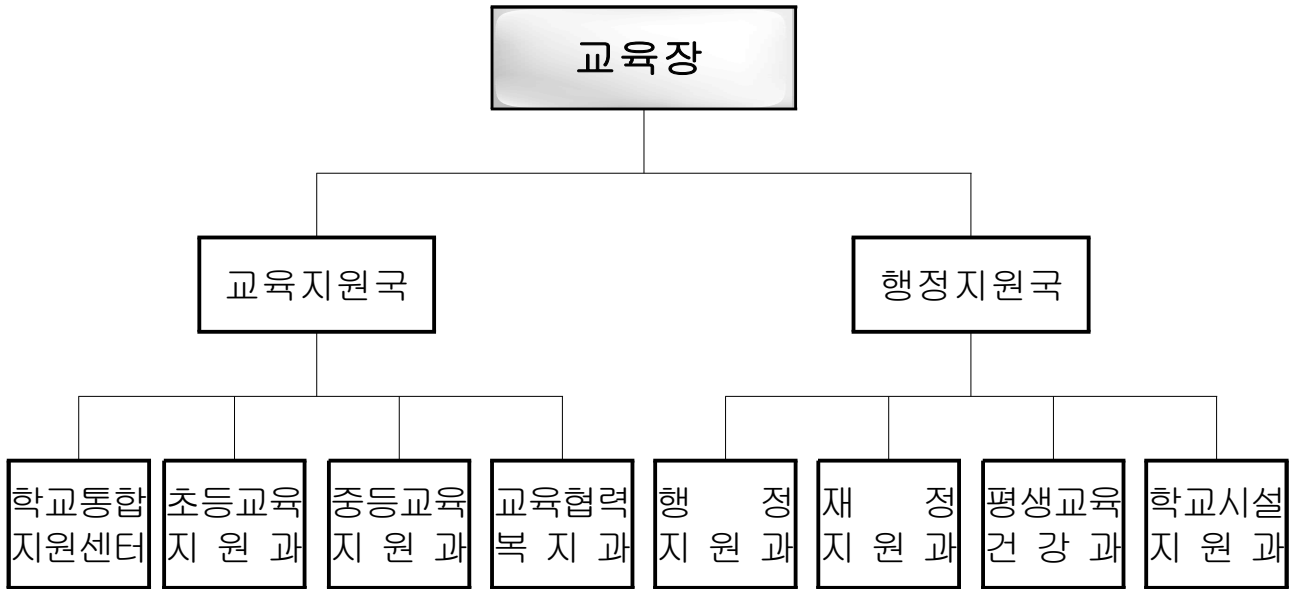 교육장
교육지원국
행정지원국
학교통합
지원센터
초등교육
지 원 과
중등교육
지 원 과
교육협력
복 지 과
행 정
지 원 과
재 정
지 원 과
평생교육
건 강 과
학교시설
지 원 과